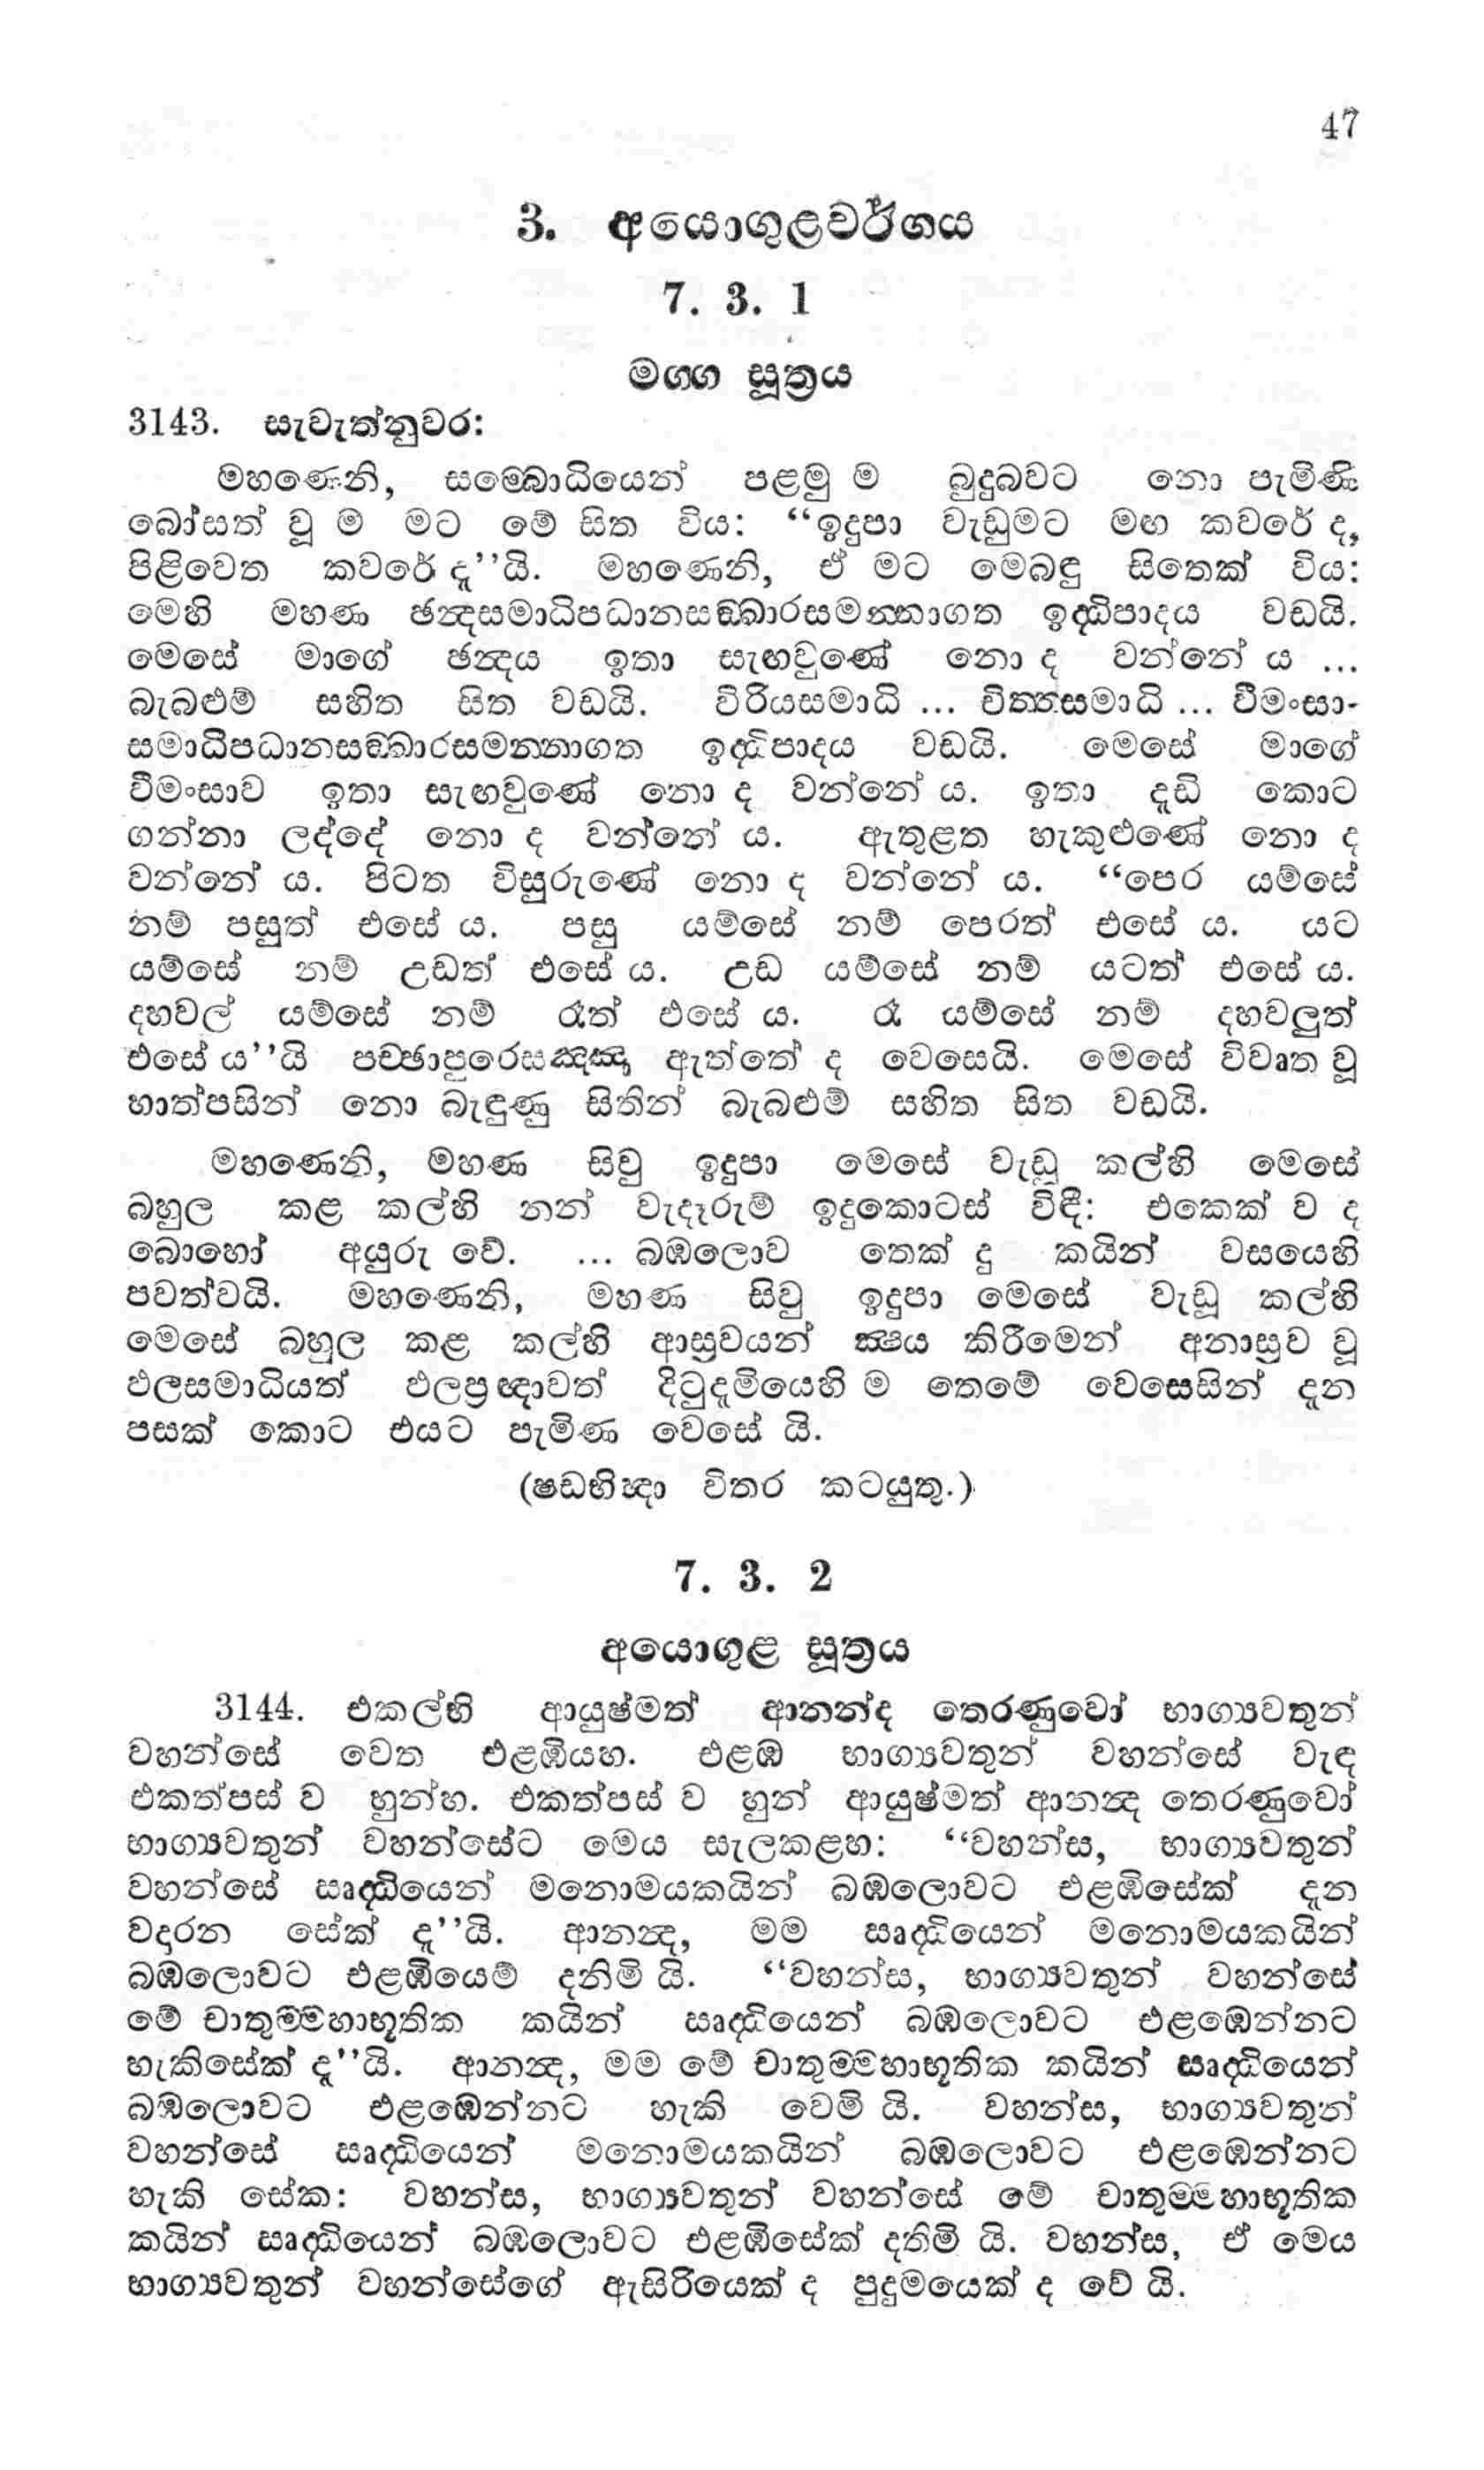 47
3. අයොගුළවර්ගය
7. 3. 1
මග්ග සූත්‍රය
3143. සැවැත්නුවර:
මහණෙනි, සම්බොධියෙන් පළමු ම බුදුබවට නො පැමිණි
බෝසත් වූ ම මට මේ සිත විය: “ඉදුපා වැඩුමට මඟ කවරේ ද,
පිළිවෙත කවරේ දැ’’යි. මහණෙනි, ඒ මට මෙබඳු සිතෙක් විය:
මෙහි මහණ ඡන්‍දසමාධිපධානසඞ්ඛාරසමන්‍නාගත ඉද්ධිපාදය වඩයි.
මෙසේ මාගේ ඡන්‍දය ඉතා සැඟවුණේ නො ද වන්නේ ය ...
බැබළුම් සහිත සිත වඩයි. විරියසමාධි ... චිත්තසමාධි ... වීමංසා-
සමාධිපධානසඞ්ඛාරසමන්‍නාගත ඉද්ධිපාදය වඩයි. මෙසේ මාගේ
වීමංසාව ඉතා සැඟවුණේ නො ද වන්නේ ය. ඉතා දැඩි කොට
ගන්නා ලද්දේ නො ද වන්නේ ය. ඇතුළත හැකුළුණේ නො ද
වන්නේ ය. පිටත විසුරුණේ නො ද වන්නේ ය. “පෙර යම්සේ
නම් පසුත් එසේ ය. පසු යම්සේ නම් පෙරත් එසේ ය. යට
යම්සේ නම් උඩත් එසේ ය. උඩ යම්සේ නම් යටත් එසේ ය.
දහවල් යම්සේ නම් රෑත් එසේ ය. රෑ යම්සේ නම් දහවලුත්
එසේ ය’’යි පච්ඡාපුරෙසඤ්ඤා ඇත්තේ ද වෙසෙයි. මෙසේ විවෘත වූ
හාත්පසින් නො බැඳුණු සිතින් බැබළුම් සහිත සිත වඩයි.
මහණෙනි, මහණ සිවු ඉදුපා මෙසේ වැඩූ කල්හි මෙසේ
බහුල කළ කල්හි නන් වැදෑරුම් ඉදුකොටස් විඳී: එකෙක් ව ද
බොහෝ අයුරු වේ. ... බඹලොව තෙක් දු කයින් වසයෙහි
පවත්වයි. මහණෙනි, මහණ සිවු ඉදුපා මෙසේ වැඩූ කල්හි
මෙසේ බහුල කළ කල්හි ආස්‍රවයන් ක්‍ෂය කිරීමෙන් අනාස්‍රව වූ
ඵලසමාධියත් ඵලප්‍රඥාවත් දිටුදැමියෙහි ම තෙමේ වෙසෙසින් දැන
පසක් කොට එයට පැමිණ වෙසේ යි.
(ෂඩභිඥා විතර කටයුතු.)
7. 3. 2
අයොගුළ සූත්‍රය
3144. එකල්හි ආයුෂ්මත් ආනන්ද තෙරණුවෝ භාග්‍යවතුන්
වහන්සේ වෙත එළඹියහ. එළඹ භාග්‍යවතුන් වහන්සේ වැඳ
එකත්පස් ව හුන්හ. එකත්පස් ව හුන් ආයුෂ්මත් ආනන්‍ද තෙරණුවෝ
භාග්‍යවතුන් වහන්සේට මෙය සැලකළහ: “වහන්ස, භාග්‍යවතුන්
වහන්සේ ඍද්ධියෙන් මනොමයකයින් බඹලොවට එළඹිසේක් දැන
වදාරන සේක් දැ’’යි. ආනන්‍ද, මම ඍද්ධියෙන් මනොමයකයින්
බඹලොවට එළඹියෙම් දනිමි යි. “වහන්ස, භාග්‍යවතුන් වහන්සේ
මේ චාතුම්මහාභූතික කයින් ඍද්ධියෙන් බඹලොවට එළඹෙන්නට
හැකිසේක් දැ’’යි. ආනන්‍ද, මම මේ චාතුම්මහාභූතික කයින් ඍද්ධියෙන්
බඹලොවට එළඹෙන්නට හැකි වෙමි යි. වහන්ස, භාග්‍යවතුන්
වහන්සේ ඍද්ධියෙන් මනොමයකයින් බඹලොවට එළඹෙන්නට
හැකි සේක: වහන්ස, භාග්‍යවතුන් වහන්සේ මේ චාතුම්මහාභූතික
කයින් ඍද්ධියෙන් බඹලොවට එළඹිසේක් දනිමි යි. වහන්ස, ඒ මෙය
භාග්‍යවතුන් වහන්සේගේ ඇසිරියෙක් ද පුදුමයෙක් ද වේ යි.